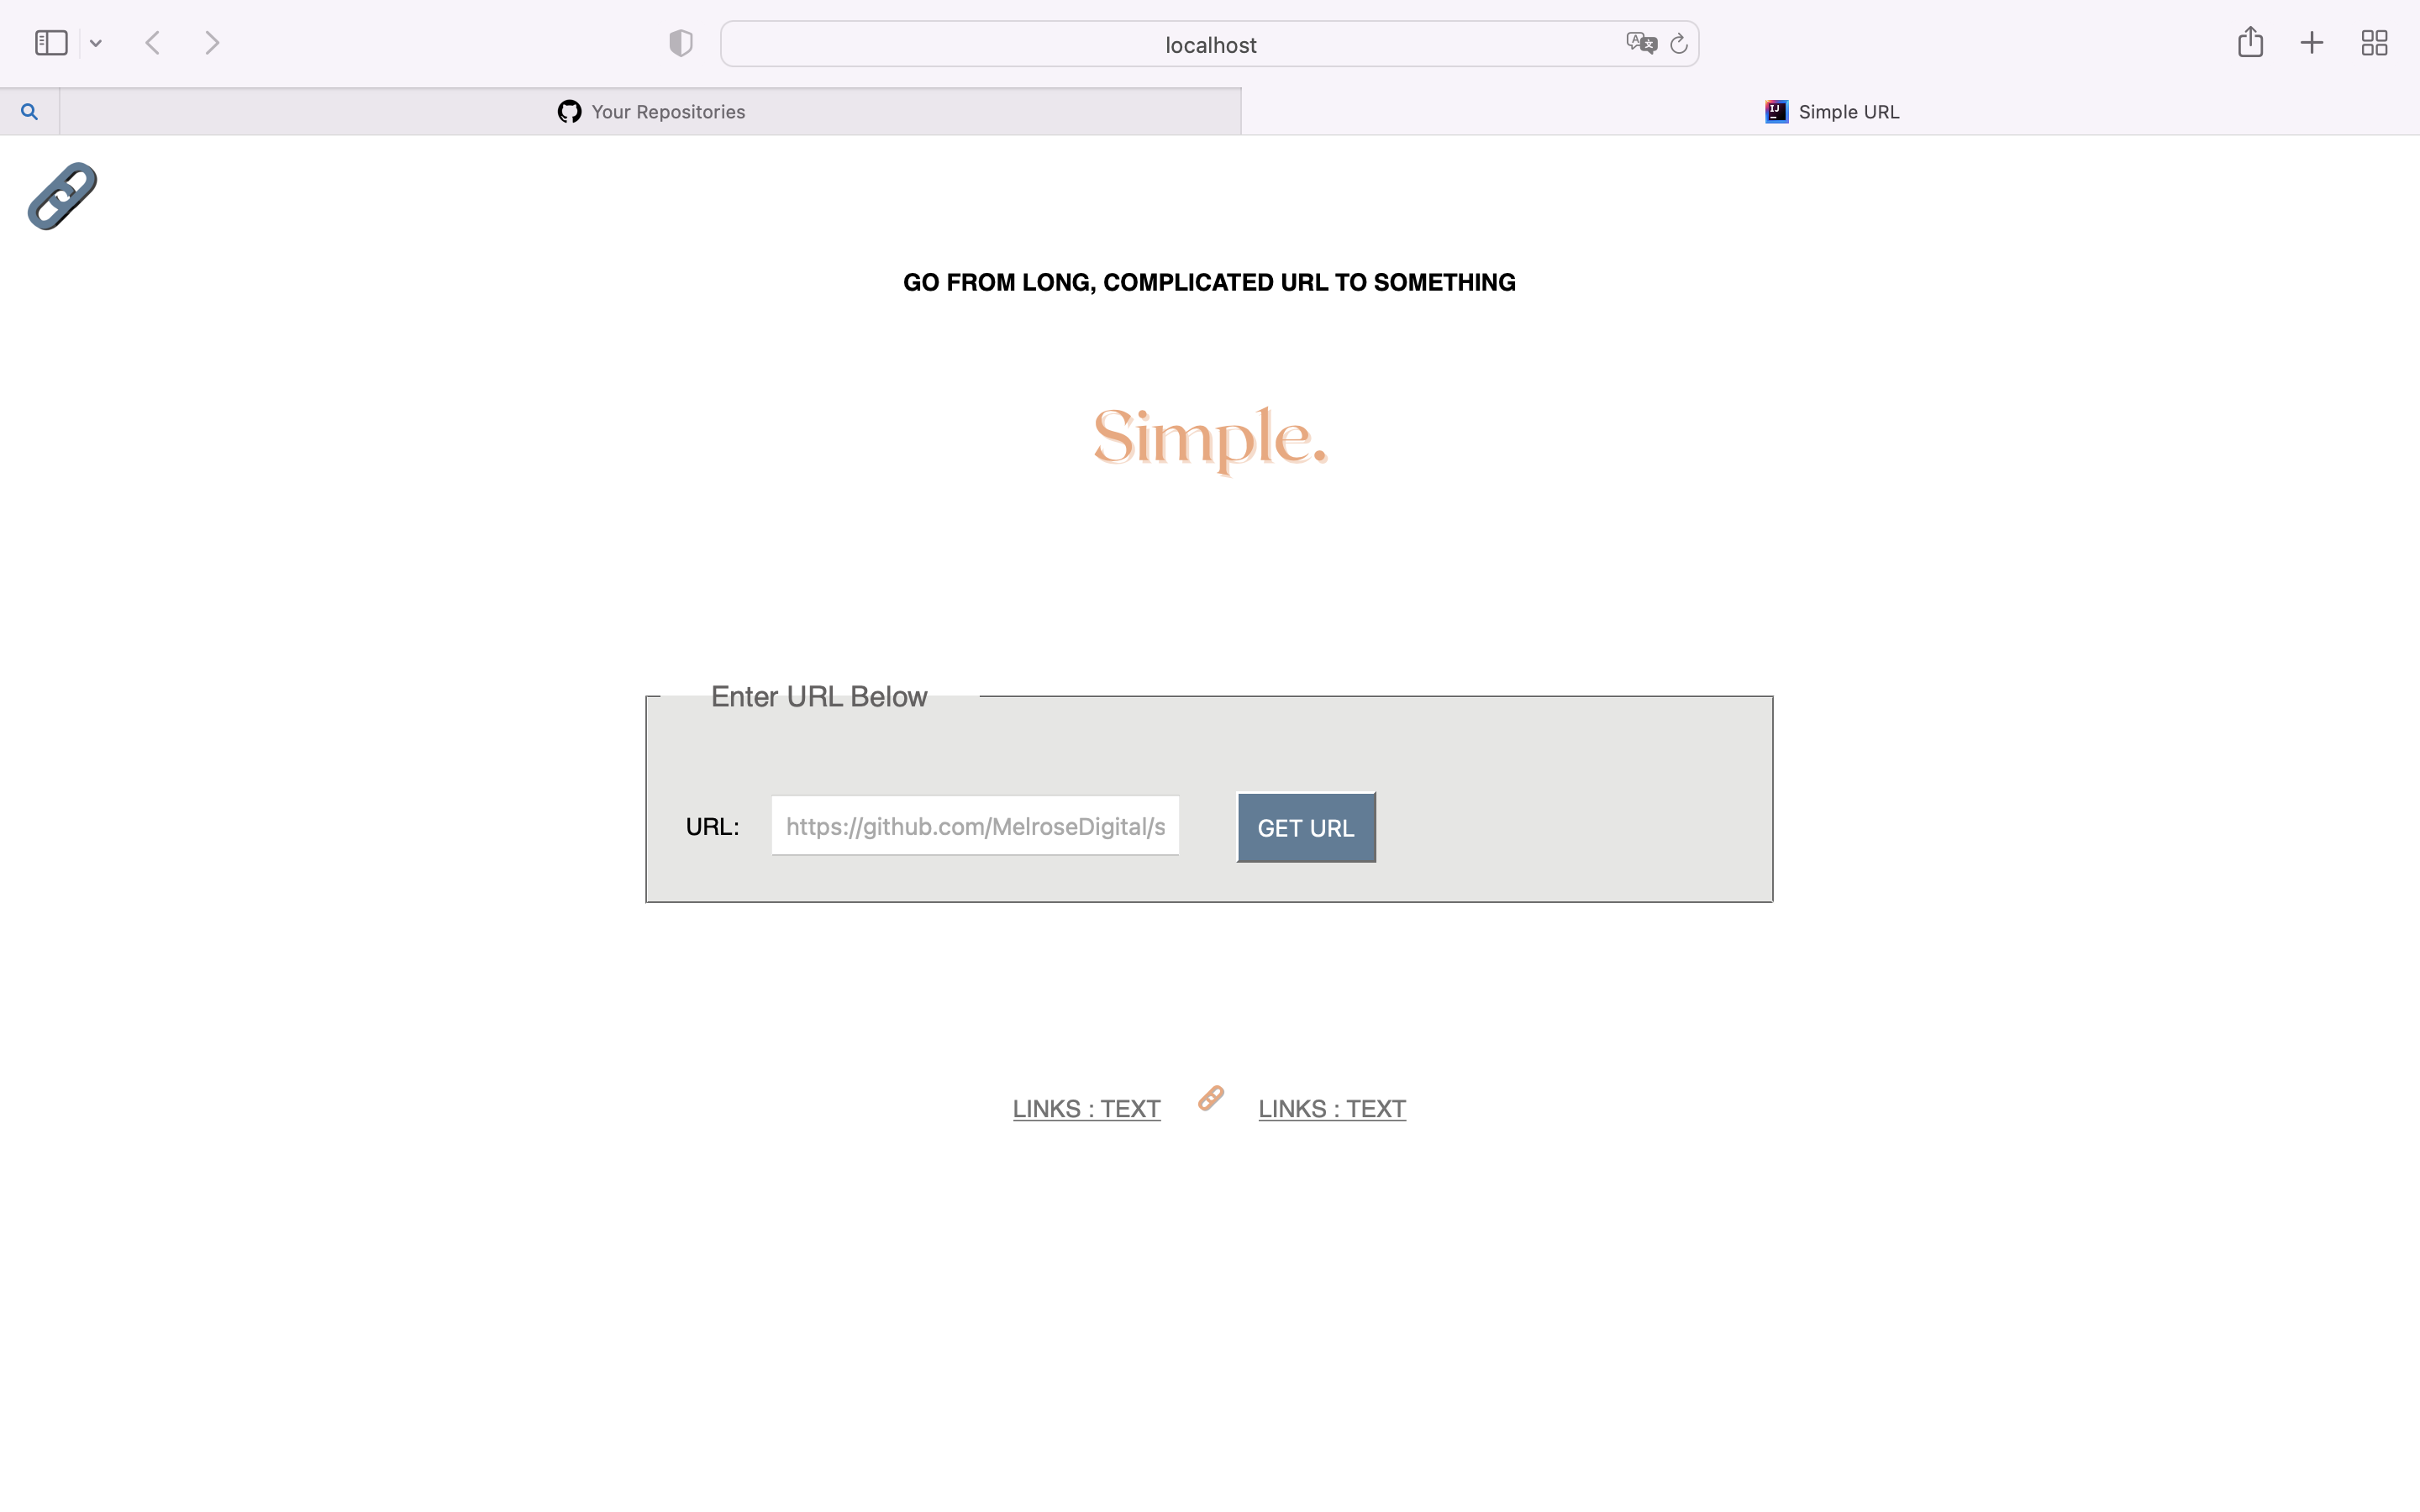 localhost
Your Repositories
Simple URL
GO FROM LONG, COMPLICATED URL TO SOMETHING
Simple.
Enter URL Below
URL: https://github.com/MelroseDigital/s GET URL
LINKS : TEXT LINKS : TEXT